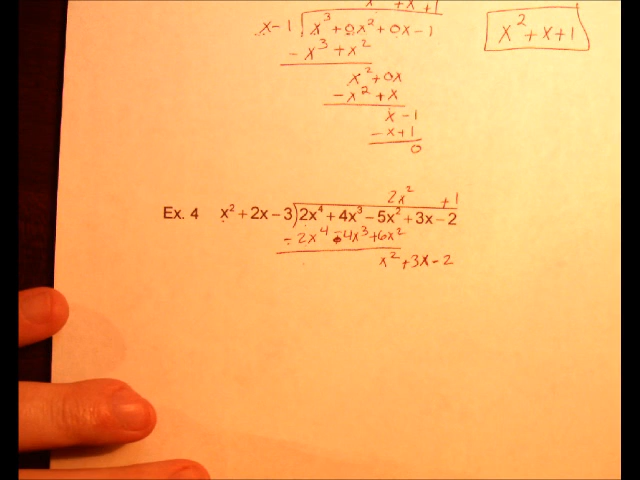 x² + x + 1
x-1 | x³ + 0x² + 0x - 1
x² + x + 1
- x³ + x²
x² + 0x
- x² + x
x - 1
- x + 1
0
2x² + 1
Ex. 4 x² + 2x − 3)2x⁴ + 4x³ − 5x² + 3x − 2
- 2x⁴ - 4x³ + 6x²
x² + 3x - 2